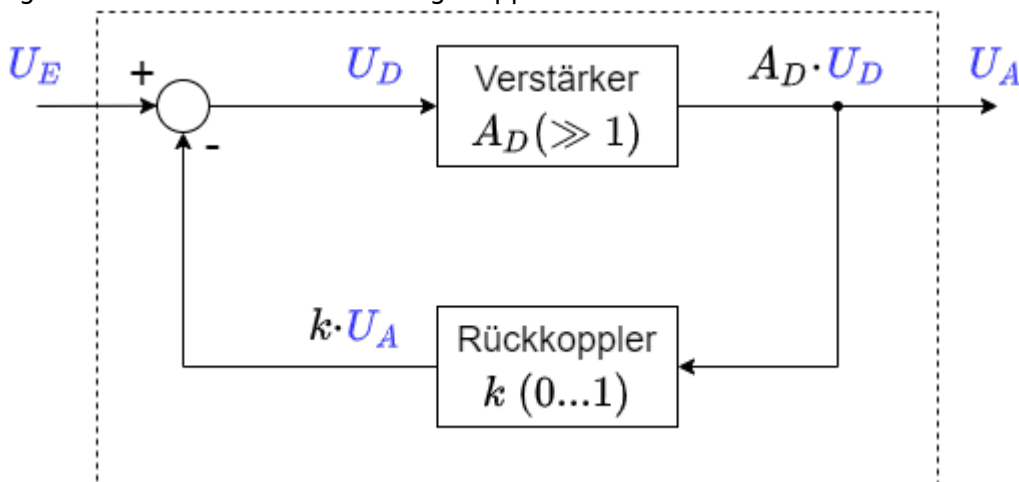 U_E
+
-
U_D
Verstärker
A_D(≫ 1)
A_D·U_D
U_A
k·U_A
Rückkoppler
k (0...1)